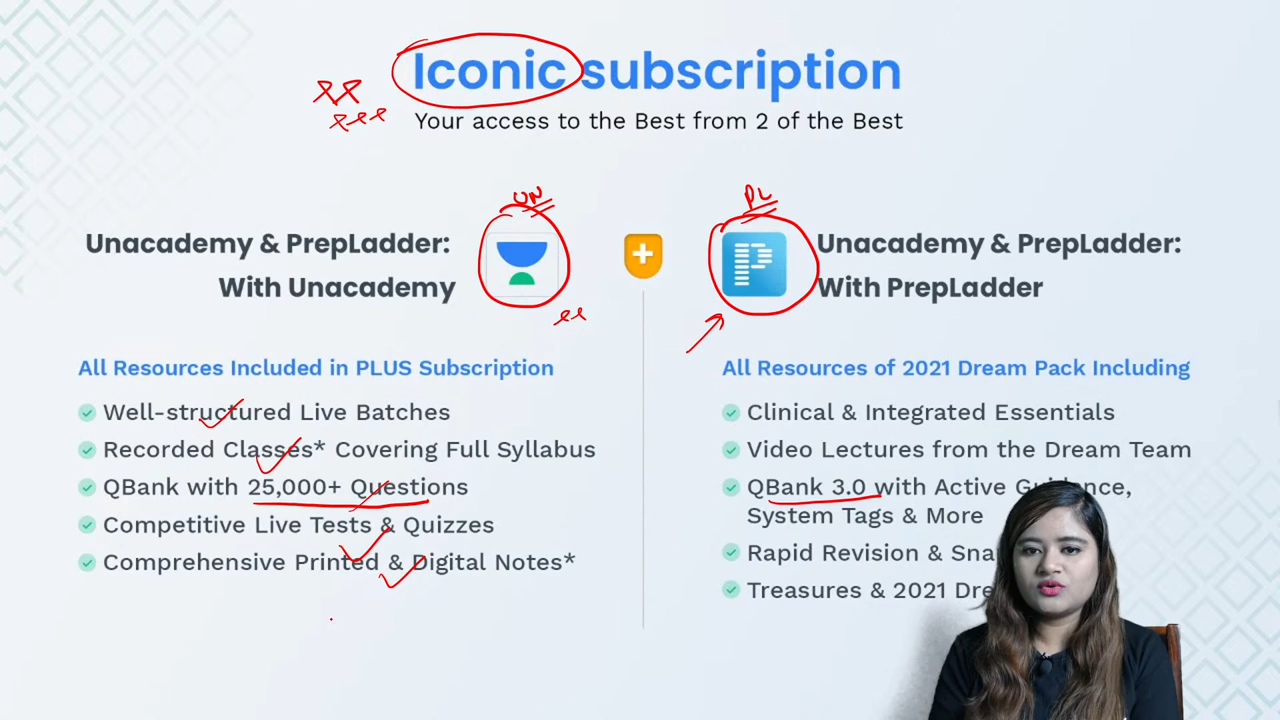 Iconic subscription
Your access to the Best from 2 of the Best
UN
Unacademy & PrepLadder:
With Unacademy
PL
Unacademy & PrepLadder:
With PrepLadder
All Resources Included in PLUS Subscription
Well-structured Live Batches
Recorded Classes* Covering Full Syllabus
QBank with 25,000+ Questions
Competitive Live Tests & Quizzes
Comprehensive Printed & Digital Notes*
All Resources of 2021 Dream Pack Including
Clinical & Integrated Essentials
Video Lectures from the Dream Team
QBank 3.0 with Active Guidance,
System Tags & More
Rapid Revision &
Treasures & 2021